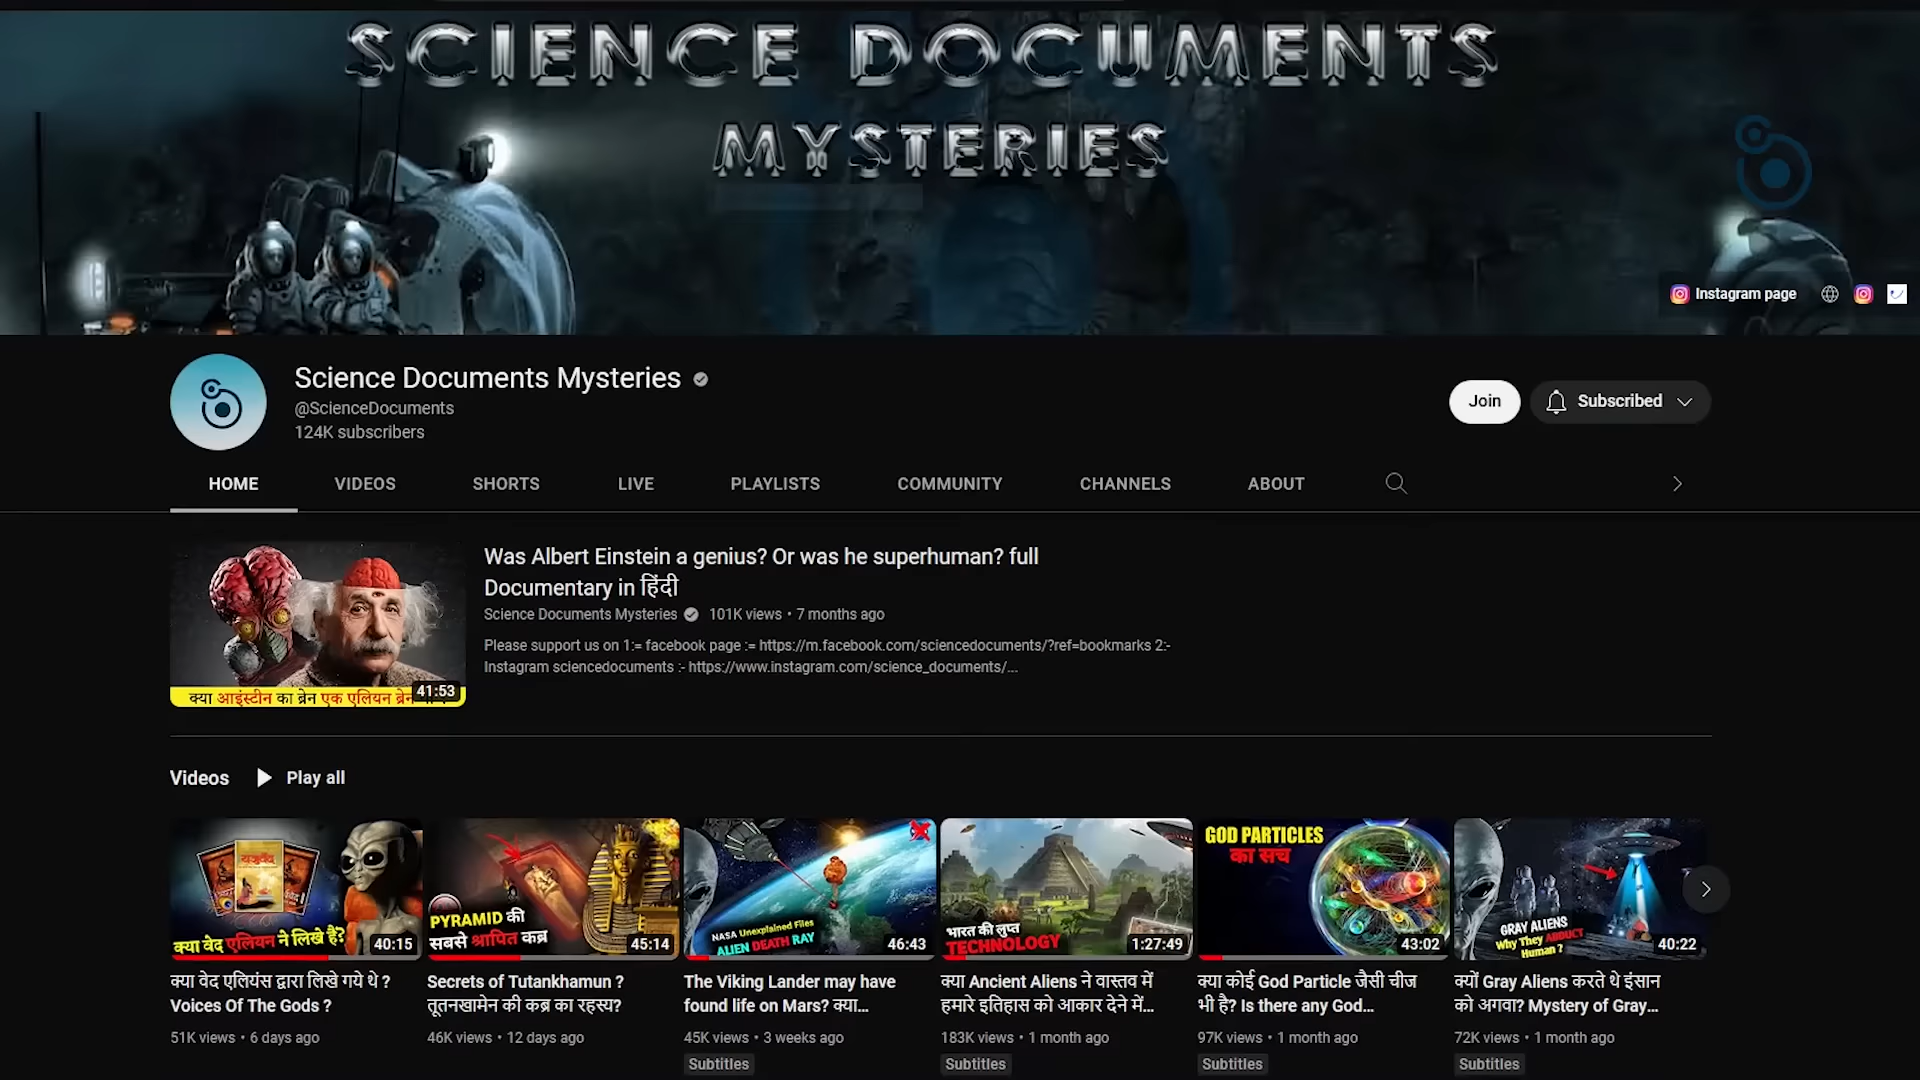 SCIENCE DOCUMENTS
MYSTERIES
Instagram page
Science Documents Mysteries
@ScienceDocuments
124K subscribers
Join
Subscribed
HOME
VIDEOS
SHORTS
LIVE
PLAYLISTS
COMMUNITY
CHANNELS
ABOUT
क्या आइंस्टीन का ब्रेन एक एलियन ब्रेन
41:53
Was Albert Einstein a genius? Or was he superhuman? full
Documentary in हिंदी
Science Documents Mysteries 101K views • 7 months ago
Please support us on 1:= facebook page := https://m.facebook.com/sciencedocuments/?ref=bookmarks 2:-
Instagram sciencedocuments :- https://www.instagram.com/science_documents/...
Videos
Play all
क्या वेद एलियन ने लिखे हैं?
40:15
क्या वेद एलियंस द्वारा लिखे गये थे ?
Voices Of The Gods ?
51K views • 6 days ago
PYRAMID की
सबसे श्रापित कब्र
45:14
Secrets of Tutankhamun ?
तूतनखामेन की कब्र का रहस्य?
46K views • 12 days ago
NASA Unexplained Files
ALIEN DEATH RAY
46:43
The Viking Lander may have
found life on Mars? क्या...
45K views • 3 weeks ago
Subtitles
भारत की लुप्त
TECHNOLOGY
1:27:49
क्या Ancient Aliens ने वास्तव में
हमारे इतिहास को आकार देने में...
183K views • 1 month ago
Subtitles
GOD PARTICLES
का सच
43:02
क्या कोई God Particle जैसी चीज
भी है? Is there any God...
97K views • 1 month ago
Subtitles
GRAY ALIENS
Why They ABDUCT
Human ?
40:22
क्यों Gray Aliens करते थे इंसान
को अगवा? Mystery of Gray...
72K views • 1 month ago
Subtitles